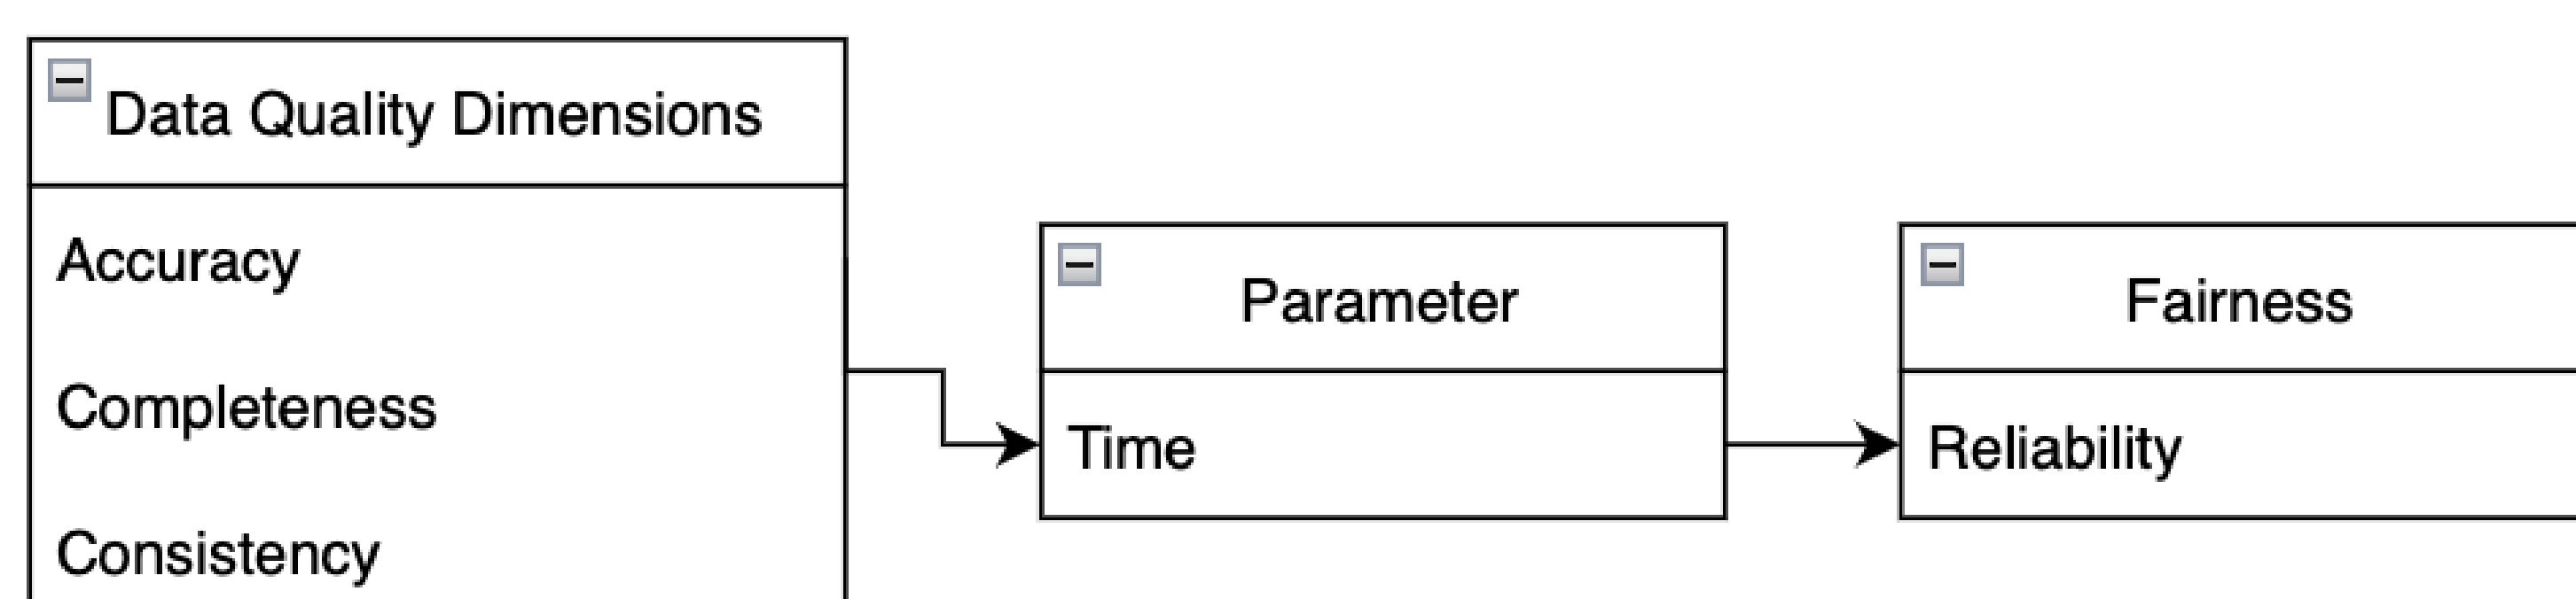 Data Quality Dimensions
Accuracy
Completeness
Consistency
Parameter
Time
Fairness
Reliability